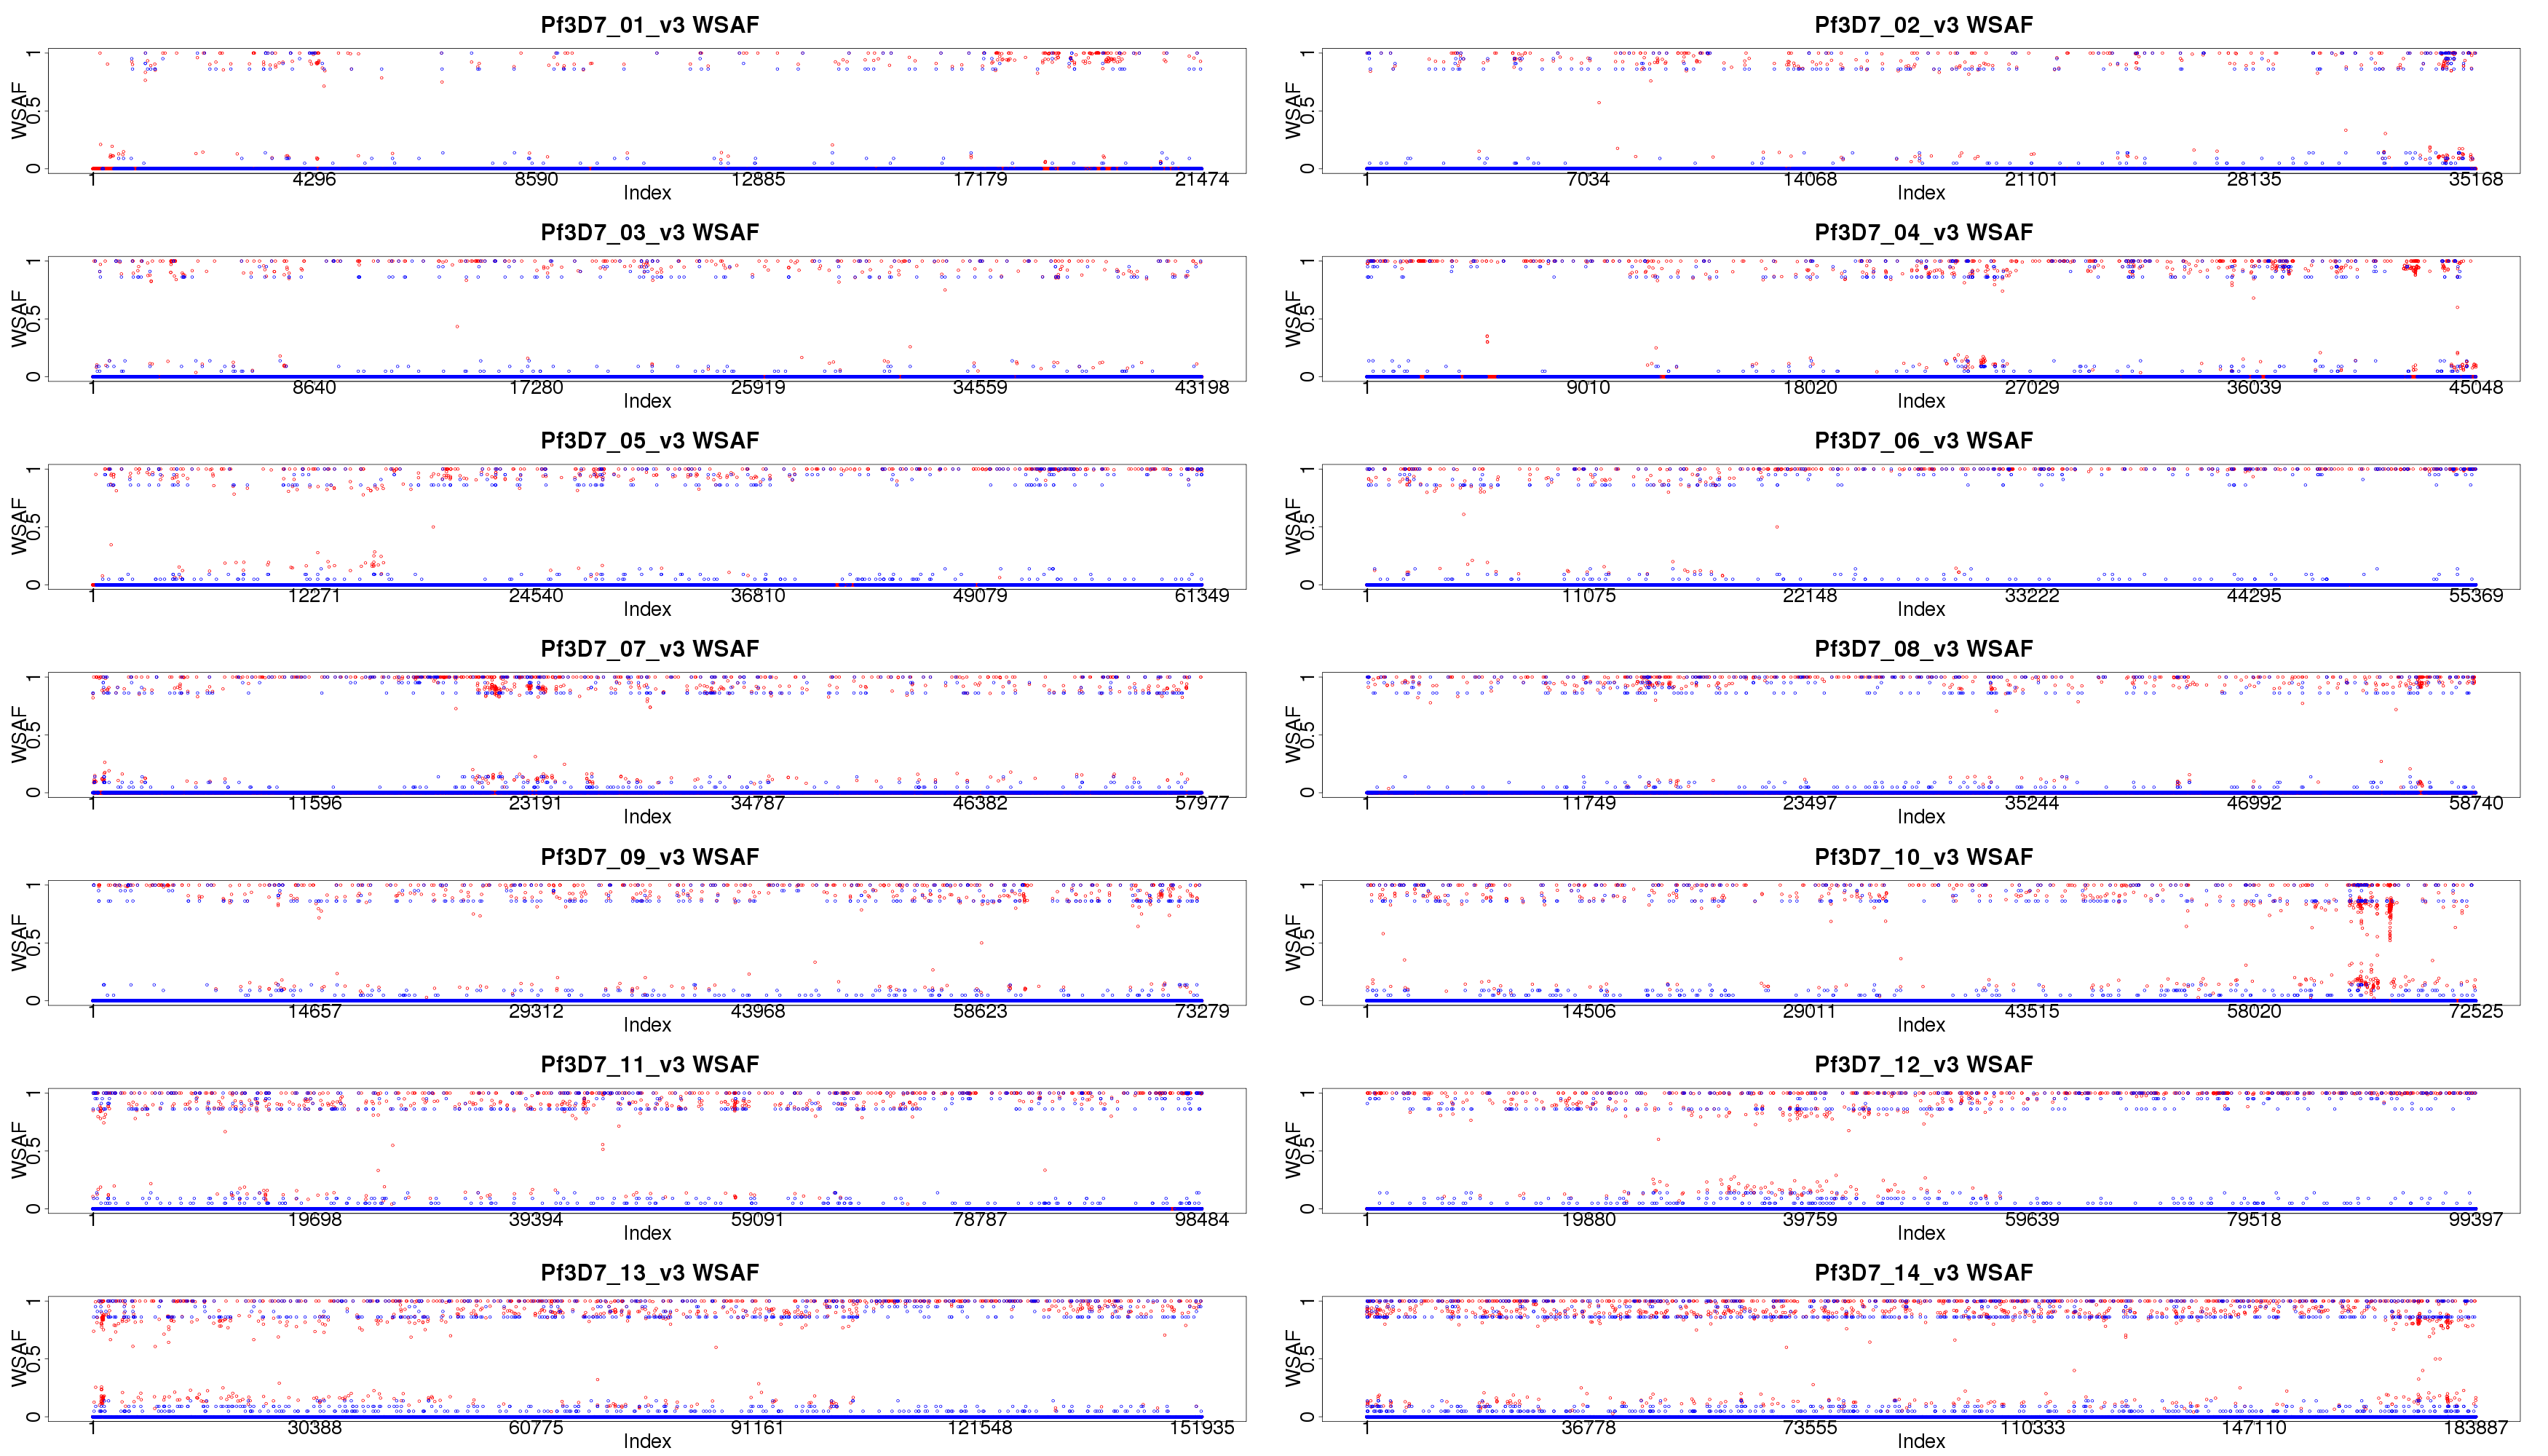 Pf3D7_01_v3 WSAF
WSAF
1
0.5
0
1 4296 8590 12885 17179 21474
Index
Pf3D7_02_v3 WSAF
WSAF
1
0.5
0
1 7034 14068 21101 28135 35168
Index
Pf3D7_03_v3 WSAF
WSAF
1
0.5
0
1 8640 17280 25919 34559 43198
Index
Pf3D7_04_v3 WSAF
WSAF
1
0.5
0
1 9010 18020 27029 36039 45048
Index
Pf3D7_05_v3 WSAF
WSAF
1
0.5
0
1 12271 24540 36810 49079 61349
Index
Pf3D7_06_v3 WSAF
WSAF
1
0.5
0
1 11075 22148 33222 44295 55369
Index
Pf3D7_07_v3 WSAF
WSAF
1
0.5
0
1 11596 23191 34787 46382 57977
Index
Pf3D7_08_v3 WSAF
WSAF
1
0.5
0
1 11749 23497 35244 46992 58740
Index
Pf3D7_09_v3 WSAF
WSAF
1
0.5
0
1 14657 29312 43968 58623 73279
Index
Pf3D7_10_v3 WSAF
WSAF
1
0.5
0
1 14506 29011 43515 58020 72525
Index
Pf3D7_11_v3 WSAF
WSAF
1
0.5
0
1 19698 39394 59091 78787 98484
Index
Pf3D7_12_v3 WSAF
WSAF
1
0.5
0
1 19880 39759 59639 79518 99397
Index
Pf3D7_13_v3 WSAF
WSAF
1
0.5
0
1 30388 60775 91161 121548 151935
Index
Pf3D7_14_v3 WSAF
WSAF
1
0.5
0
1 36778 73555 110333 147110 183887
Index